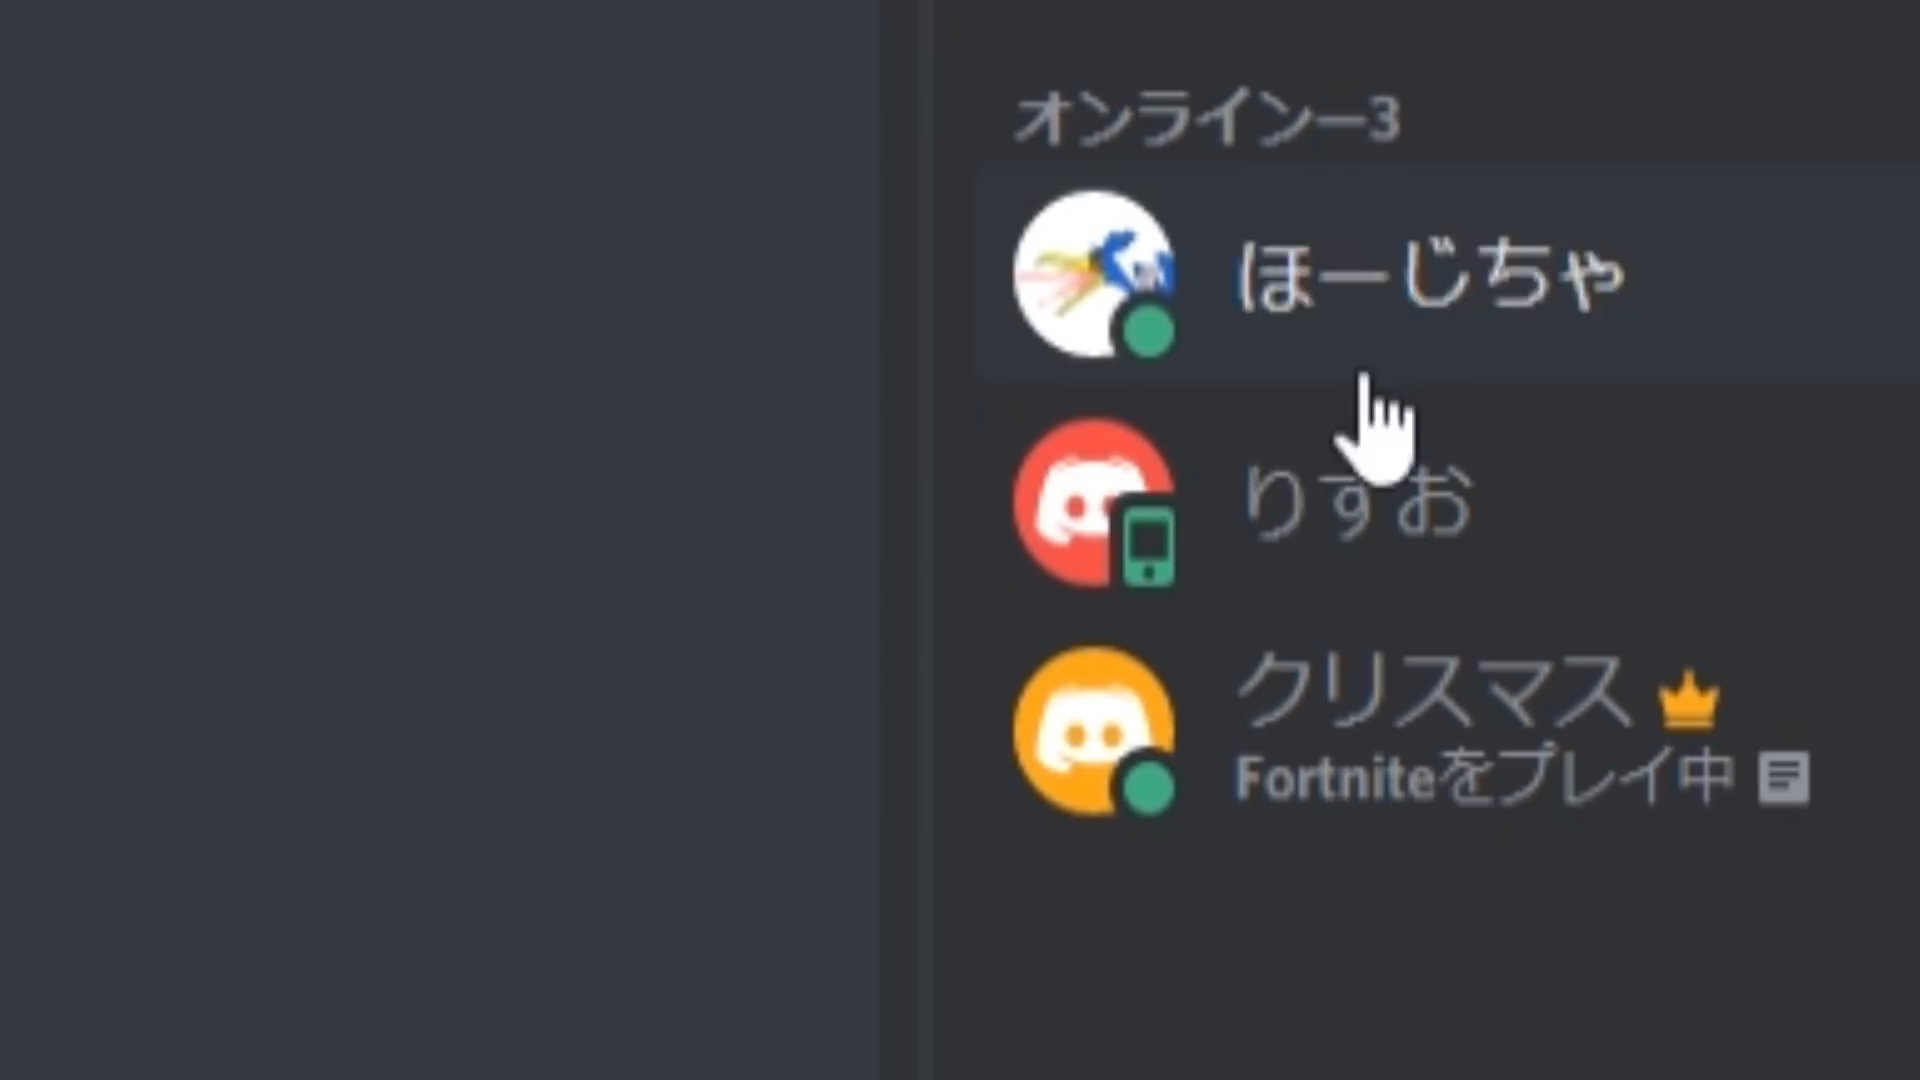 オンラインー3
ほーじちゃ
りすお
クリスマス
Fortniteをプレイ中